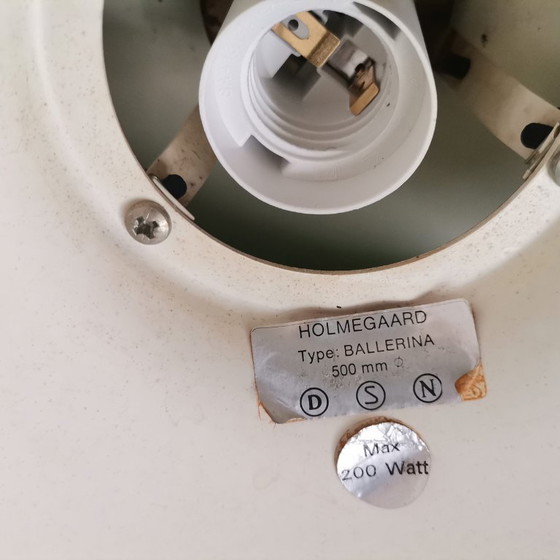 HOLMEGAARD
Type: BALLERINA
500 mm ⌀
D S N
Max
200 Watt